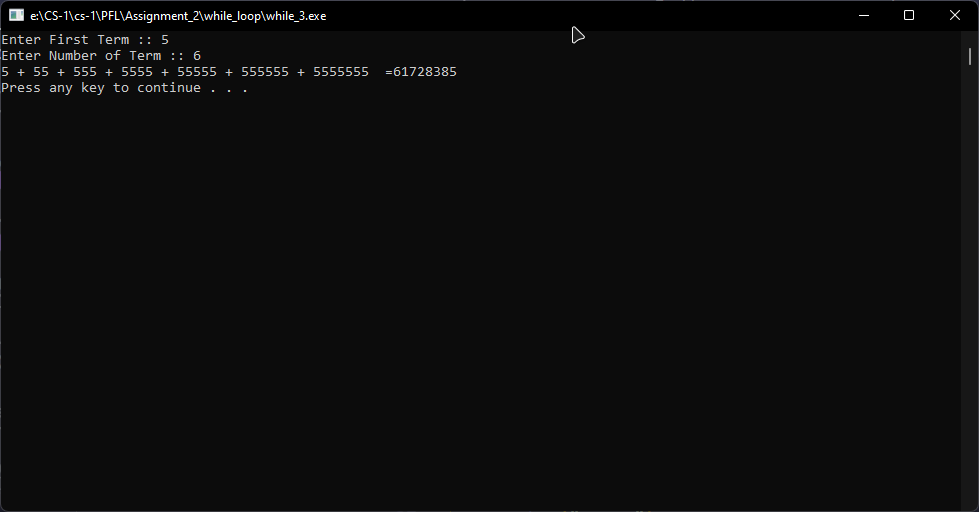 e:\CS-1\cs-1\PFL\Assignment_2\while_loop\while_3.exe
Enter First Term :: 5
Enter Number of Term :: 6
5 + 55 + 555 + 5555 + 55555 + 555555 + 5555555  =61728385
Press any key to continue . . .